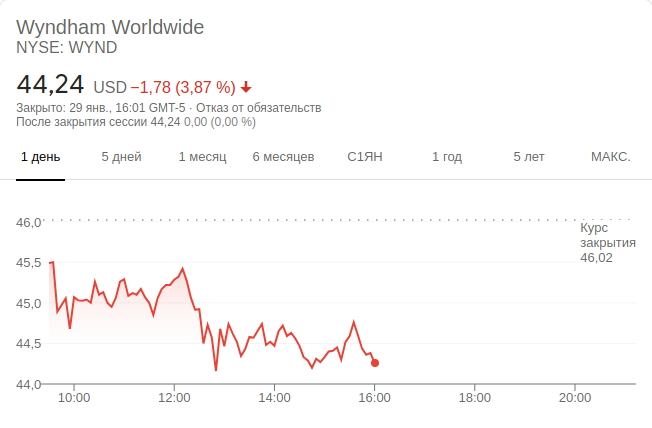 Wyndham Worldwide
NYSE: WYND
44,24 USD −1,78 (3,87 %)
Закрыто: 29 янв., 16:01 GMT-5 · Отказ от обязательств
После закрытия сессии 44,24 0,00 (0,00 %)
1 день 5 дней 1 месяц 6 месяцев С1ЯН 1 год 5 лет МАКС.
46,0
Курс
закрытия
46,02
45,5
45,0
44,5
44,0
10:00 12:00 14:00 16:00 18:00 20:00